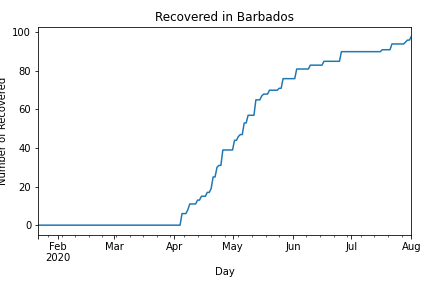 Recovered in Barbados
Number of Recovered
100
80
60
40
20
0
Feb
2020
Mar
Apr
May
Jun
Jul
Aug
Day